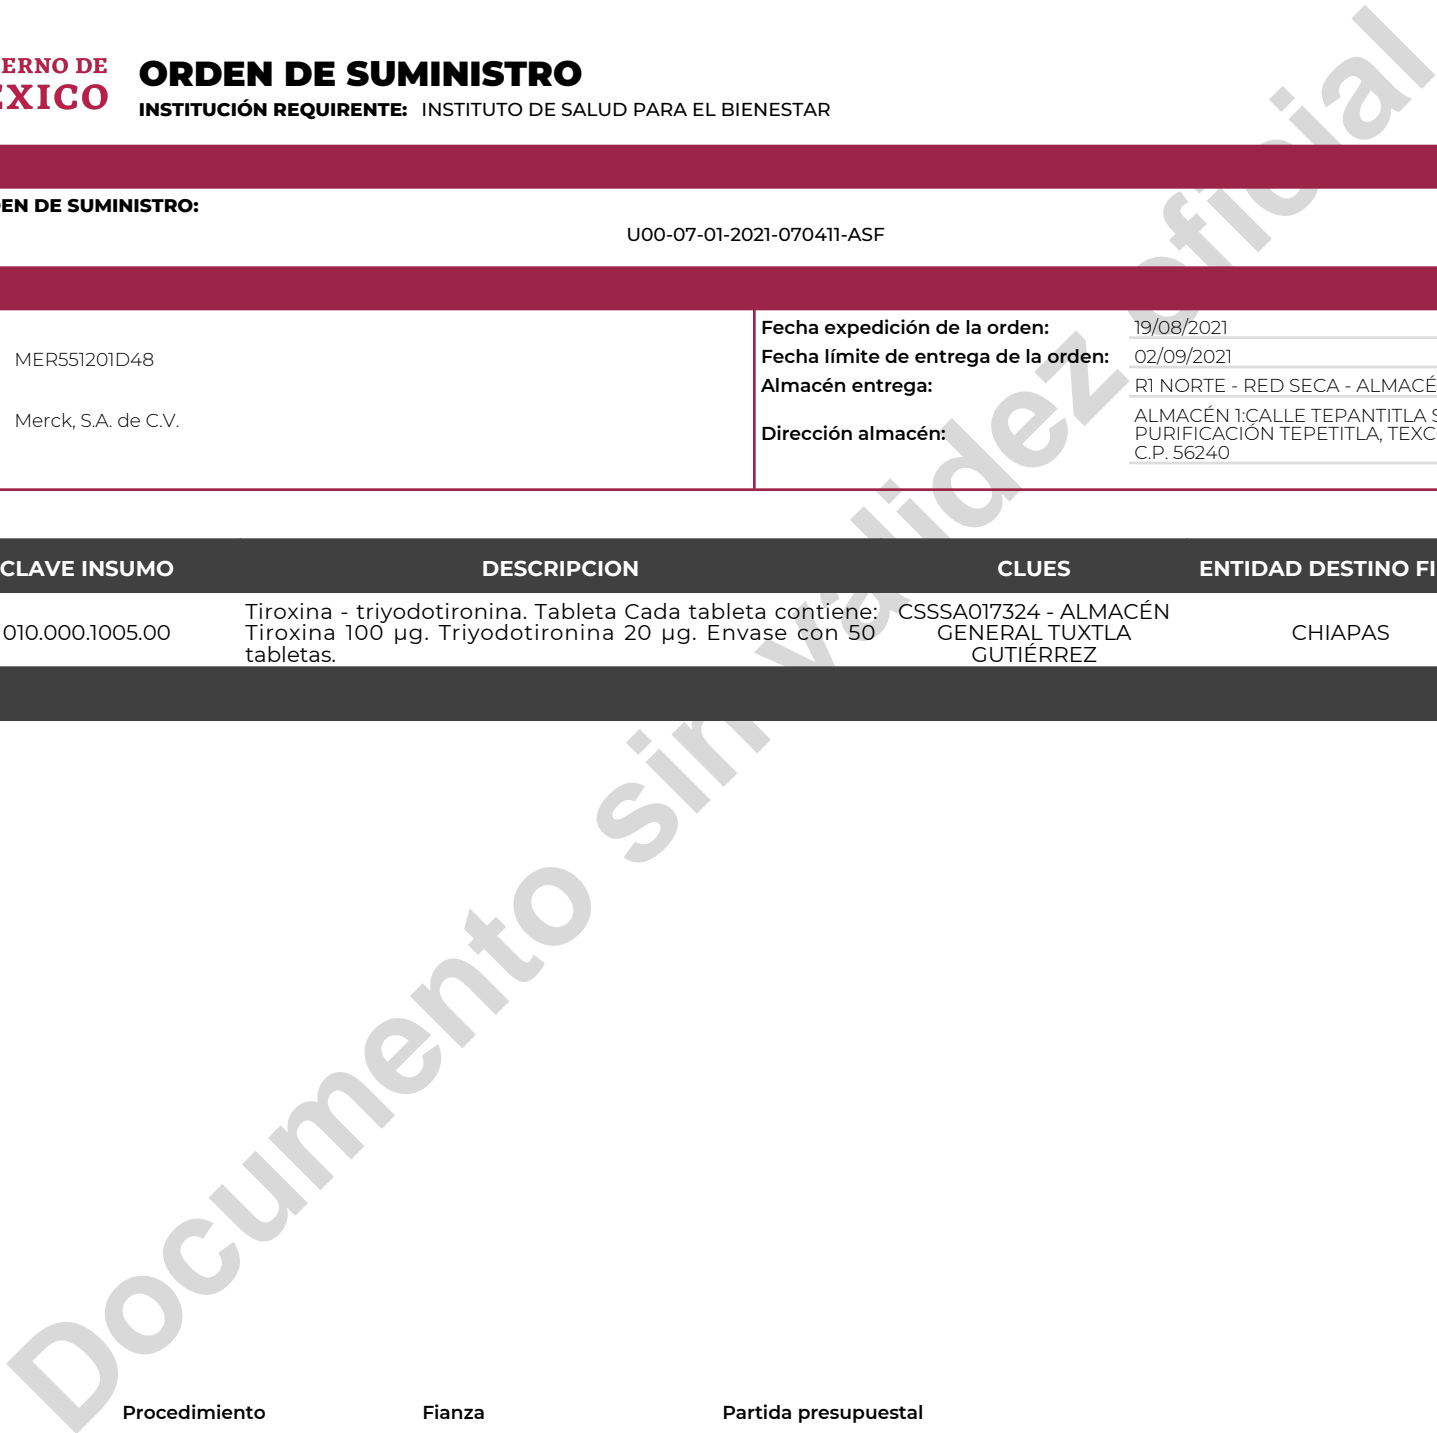 ERNO DE
ÉXICO
ORDEN DE SUMINISTRO
INSTITUCIÓN REQUIRENTE: INSTITUTO DE SALUD PARA EL BIENESTAR
EN DE SUMINISTRO:
U00-07-01-2021-070411-ASF
MER551201D48
Merck, S.A. de C.V.
Fecha expedición de la orden: 19/08/2021
Fecha límite de entrega de la orden: 02/09/2021
Almacén entrega: R1 NORTE - RED SECA - ALMACÉ
Dirección almacén: ALMACÉN 1:CALLE TEPANTITLA S
PURIFICACIÓN TEPETITLA, TEXC
C.P. 56240
CLAVE INSUMO DESCRIPCION CLUES ENTIDAD DESTINO FI
010.000.1005.00
Tiroxina - triyodotironina. Tableta Cada tableta contiene:
Tiroxina 100 µg. Triyodotironina 20 µg. Envase con 50
tabletas.
CSSSA017324 - ALMACÉN
GENERAL TUXTLA
GUTIÉRREZ
CHIAPAS
Documento sin validez oficial
Procedimiento Fianza Partida presupuestal